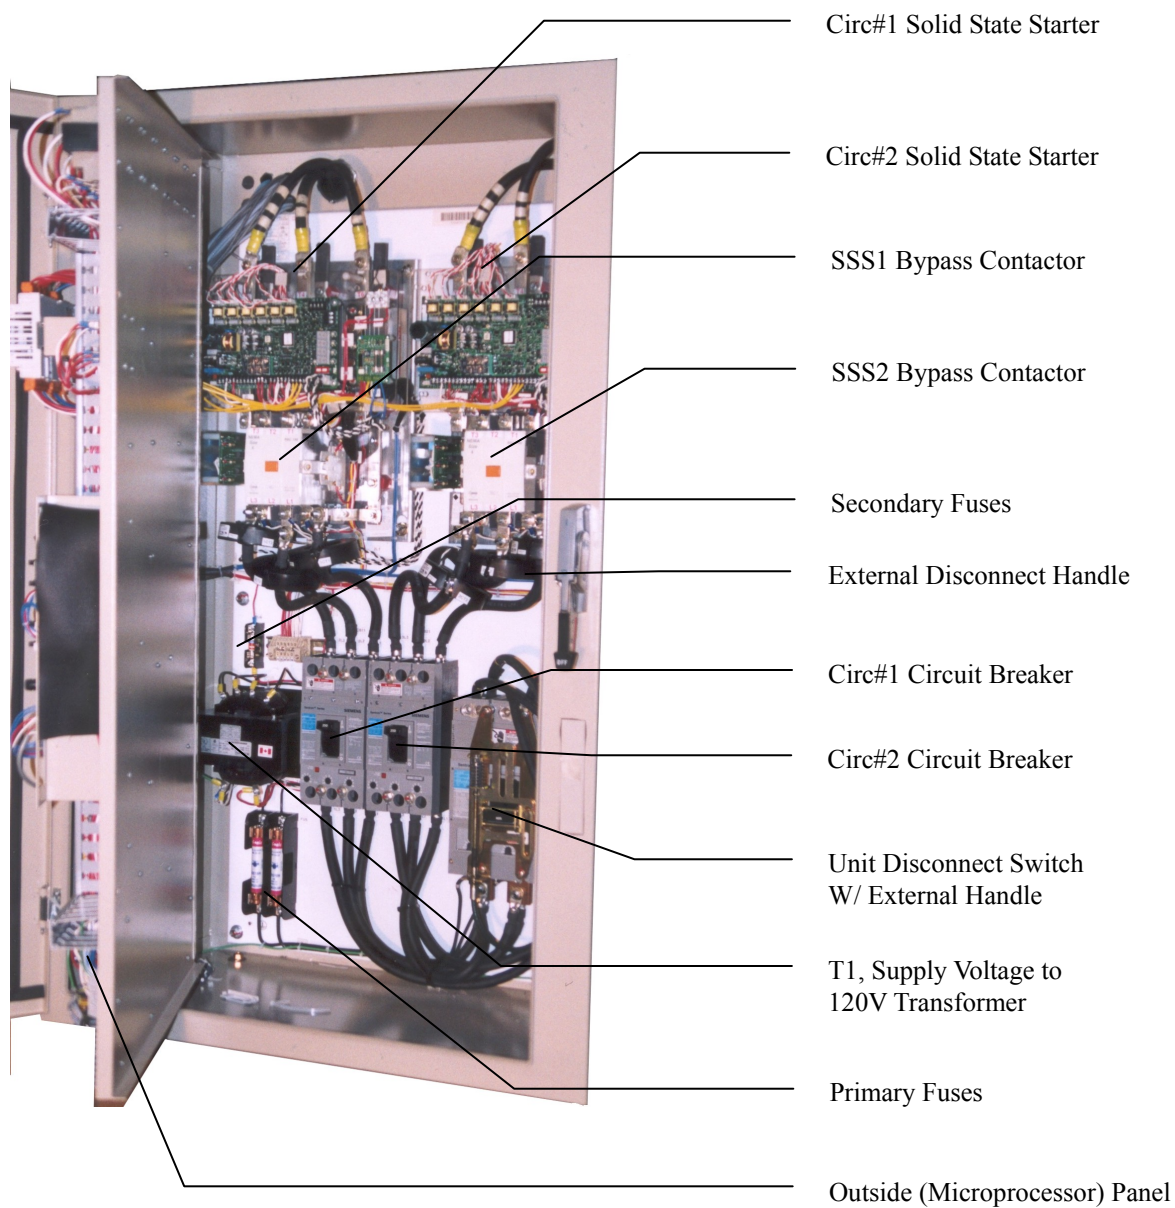 Circ#1 Solid State Starter
Circ#2 Solid State Starter
SSS1 Bypass Contactor
SSS2 Bypass Contactor
Secondary Fuses
External Disconnect Handle
Circ#1 Circuit Breaker
Circ#2 Circuit Breaker
Unit Disconnect Switch
W/ External Handle
T1, Supply Voltage to
120V Transformer
Primary Fuses
Outside (Microprocessor) Panel